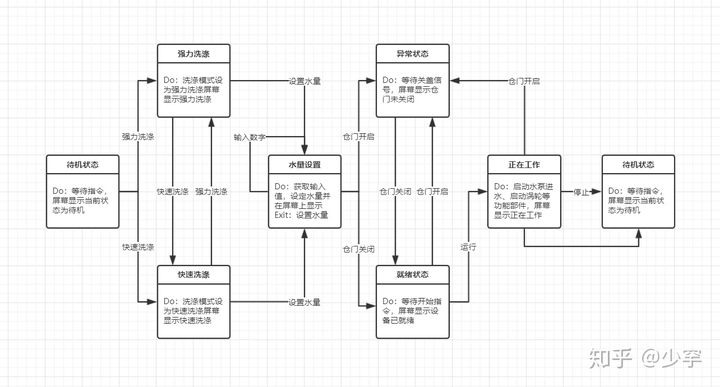 强力洗涤
Do：洗涤模式设
为强力洗涤屏幕
显示强力洗涤
设置水量
异常状态
Do：等待关盖信
号，屏幕显示仓
门未关闭
仓门开启
强力洗涤
输入数字
仓门开启
待机状态
Do：等待指令，
屏幕显示当前状
态为待机
快速洗涤
强力洗涤
水量设置
Do：获取输入
值，设定水量并
在屏幕上显示
Exit：设置水量
仓门关闭
仓门开启
正在工作
Do：启动水泵进
水、启动涡轮等
功能部件，屏幕
显示正在工作
停止
待机状态
Do：等待指令，
屏幕显示当前状
态为待机
快速洗涤
仓门关闭
运行
快速洗涤
Do：洗涤模式设
为快速洗涤屏幕
显示快速洗涤
设置水量
就绪状态
Do：等待开始指
令，屏幕显示设
备已就绪
知乎 @少罕